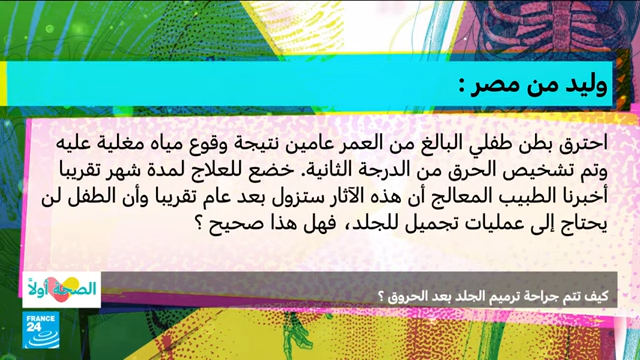 وليد من مصر :
احترق بطن طفلي البالغ من العمر عامين نتيجة وقوع مياه مغلية عليه
وتم تشخيص الحرق من الدرجة الثانية. خضع للعلاج لمدة شهر تقريبا
أخبرنا الطبيب المعالج أن هذه الآثار ستزول بعد عام تقريبا وأن الطفل لن
يحتاج إلى عمليات تجميل للجلد، فهل هذا صحيح ؟
الصحة أولاً
كيف تتم جراحة ترميم الجلد بعد الحروق ؟
FRANCE
24